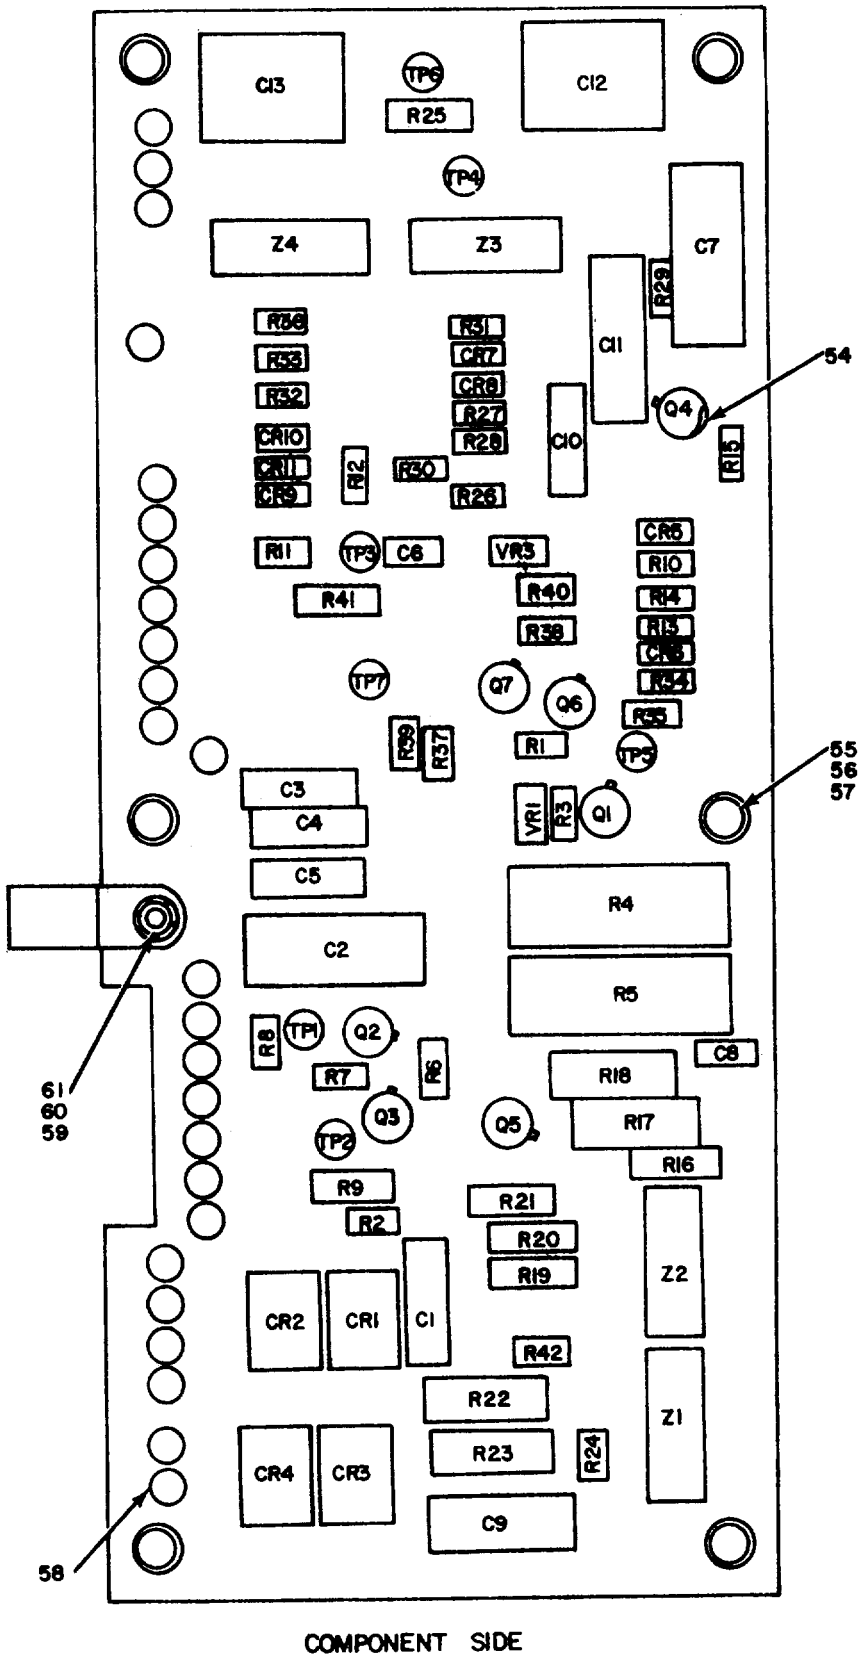 C13
TP6
C12
R25
TP4
Z4
Z3
C7
R29
R36
R31
C11
R33
CR7
54
R32
CR8
R27
Q4
CR10
R28
C10
R15
CR11
R12
R30
CR9
R26
CR5
R11
TP3
C6
VR3
R10
R41
R40
R14
R38
R13
CR6
TP7
Q7
Q6
R34
R35
R39
R37
R1
TP5
55
56
57
C3
C4
VR1
R3
Q1
C5
R4
C2
R5
R8
TP1
Q2
C8
R7
R6
R18
61
60
59
Q3
Q5
R17
TP2
R16
R9
R21
R2
R20
R19
Z2
CR2
CR1
C1
R42
R22
Z1
R23
R24
CR4
CR3
C9
58
COMPONENT SIDE